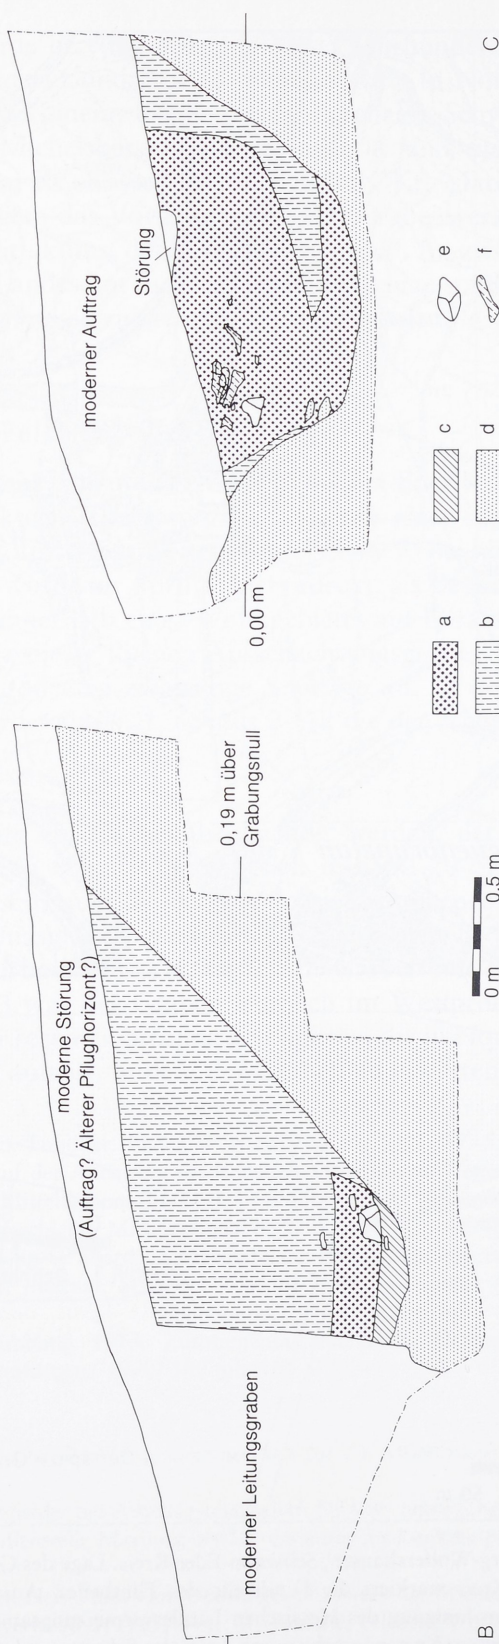 moderne Störung
(Auftrag? Älterer Pflughorizont?)
moderner Leitungsgraben
0,19 m über
Grabungsnull
B
0 m
0,5 m
moderner Auftrag
Störung
0,00 m
a
b
c
d
e
f
C